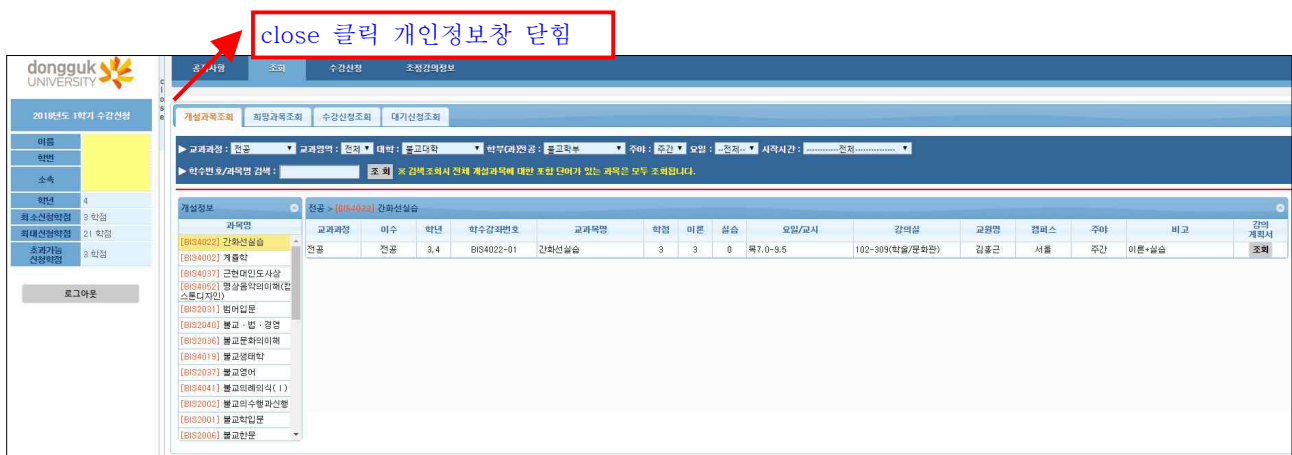 close 클릭 개인정보창 닫힘
dongguk
UNIVERSITY
close
조회 수강신청 조정강의정보
2018년도 1학기 수강신청
개설과목조회 희망과목조회 수강신청조회 대기신청조회
이름
학번
소속
학년 4
최소신청학점 3 학점
최대신청학점 21 학점
초과가능
신청학점 3 학점
로그아웃
▶ 교과과정 : 전공 ▼ 교과영역 : 전체 ▼ 대학 : 불교대학 ▼ 학부(과)전공 : 불교학부 ▼ 주야 : 주간 ▼ 요일 : --전체-- ▼ 시작시간 : ------------전체------------ ▼
▶ 학수번호/과목명 검색 : 조 회 ※ 검색조회시 전체 개설과목에 대한 포함 단어가 있는 과목은 모두 조회됩니다.
개설정보
과목명
[BIS4022] 간화선실습
[BIS4002] 계율학
[BIS4037] 근현대인도사상
[BIS4052] 명상음악의이해(캡
스톤디자인)
[BIS2031] 범어입문
[BIS2040] 불교 · 법 · 경영
[BIS2036] 불교문화의이해
[BIS4019] 불교생태학
[BIS2037] 불교영어
[BIS4041] 불교의례의식(Ⅰ)
[BIS2002] 불교의수행과신행
[BIS2001] 불교학입문
[BIS2006] 불교한문
전공 > [BIS4022] 간화선실습
교과과정 이수 학년 학수강좌번호 교과목명 학점 이론 실습 요일/교시 강의실 교원명 캠퍼스 주야 비고 강의
계획서
전공 전공 3, 4 BIS4022-01 간화선실습 3 3 0 목7.0-9.5 102-309(학술/문화관) 김홍근 서울 주간 이론+실습 조회